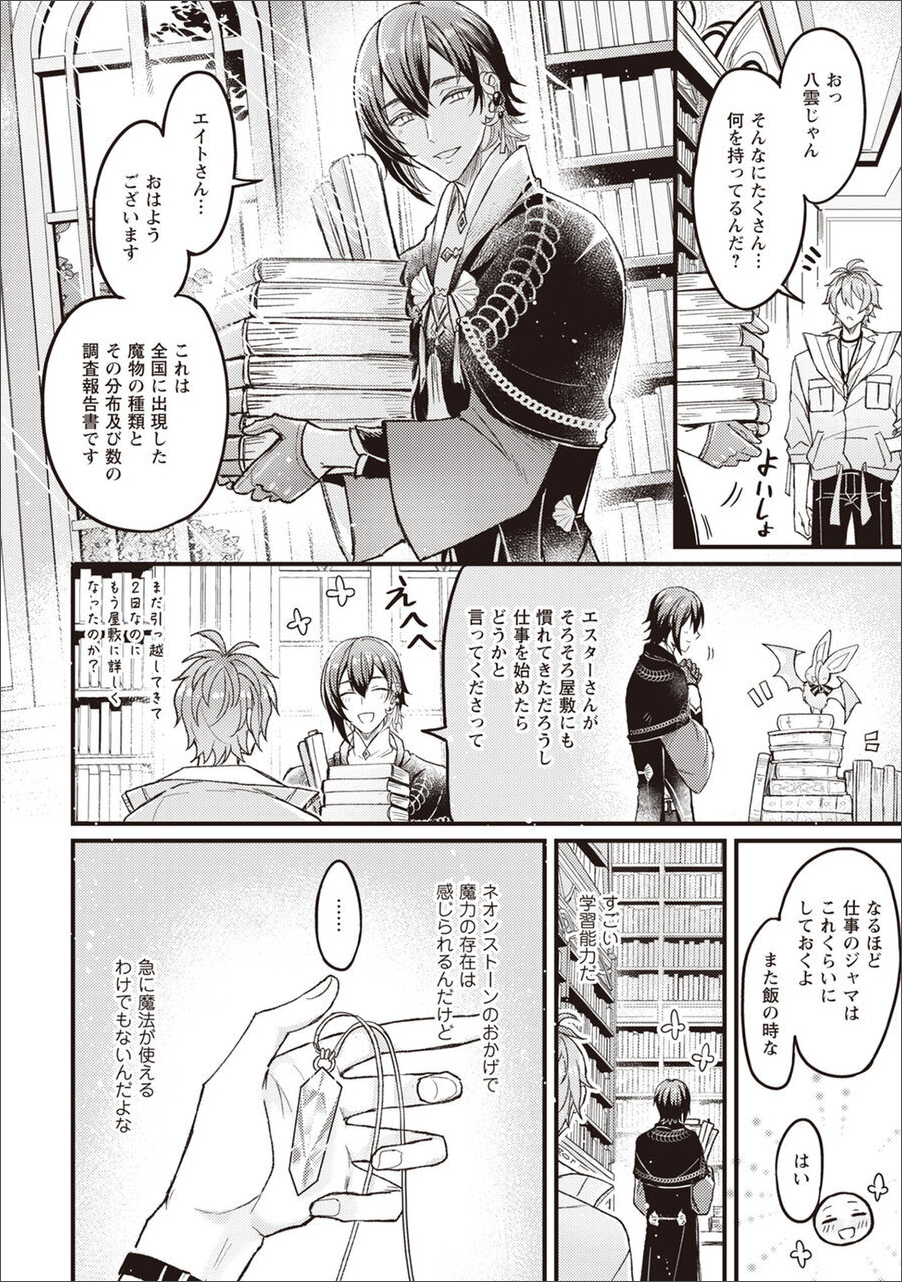 おっ
八雲じゃん
そんなにたくさん…
何を持ってるんだ?
よいしょ
エイトさん…
おはよう
ございます
これは
全国に出現した
魔物の種類と
その分布及び数の
調査報告書です
エスターさんが
そろそろ屋敷にも
慣れてきただろうし
仕事を始めたら
どうかと
言ってくださって
えへへ
まだ引っ越してきて
2回なのに
もう屋敷に詳しく
なったのか?
なるほど
仕事のジャマは
これくらいに
しておくよ
また飯の時な
はい
すごい
学習能力だ
ネオンストーンのおかげで
魔力の存在は
感じられるんだけど
……
急に魔法が使える
わけでもないんだよな